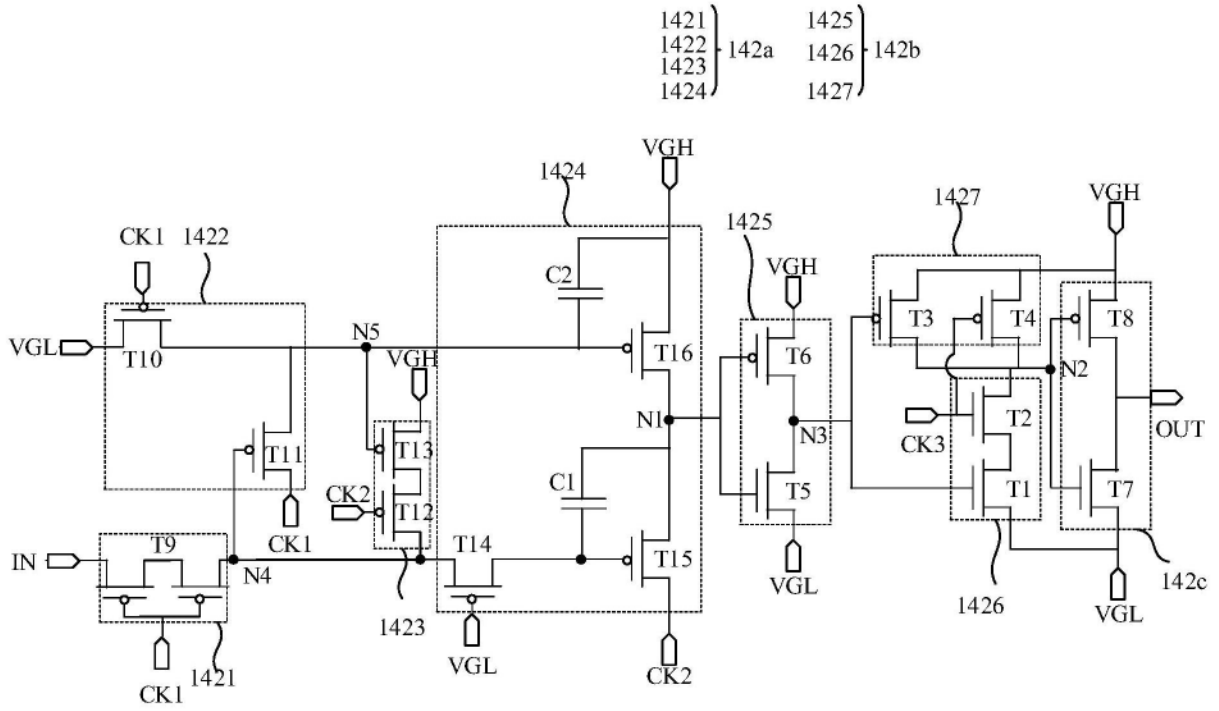 1421
1422
1423
1424
142a
1425
1426
1427
142b
VGH
1424
1427
VGH
1422
CK1
1425
VGH
C2
T3
T4
T8
VGL
T10
N5
VGH
T16
T6
N2
OUT
T11
T13
N1
N3
CK3
T2
CK2
T12
C1
T5
T1
T7
CK1
IN
T9
N4
T14
T15
VGL
1426
142c
VGL
1423
VGL
CK2
1421
CK1